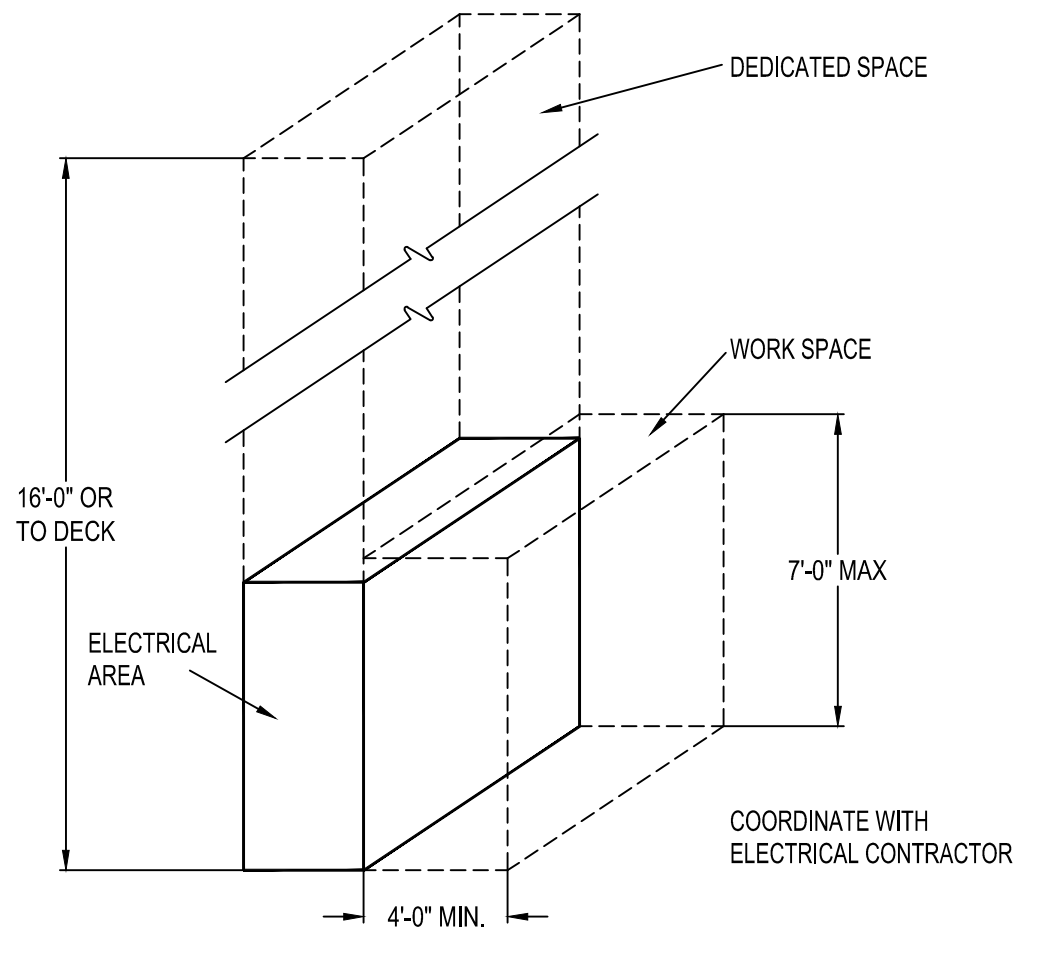 DEDICATED SPACE
WORK SPACE
16'-0" OR
TO DECK
7'-0" MAX
ELECTRICAL
AREA
COORDINATE WITH
ELECTRICAL CONTRACTOR
4'-0" MIN.